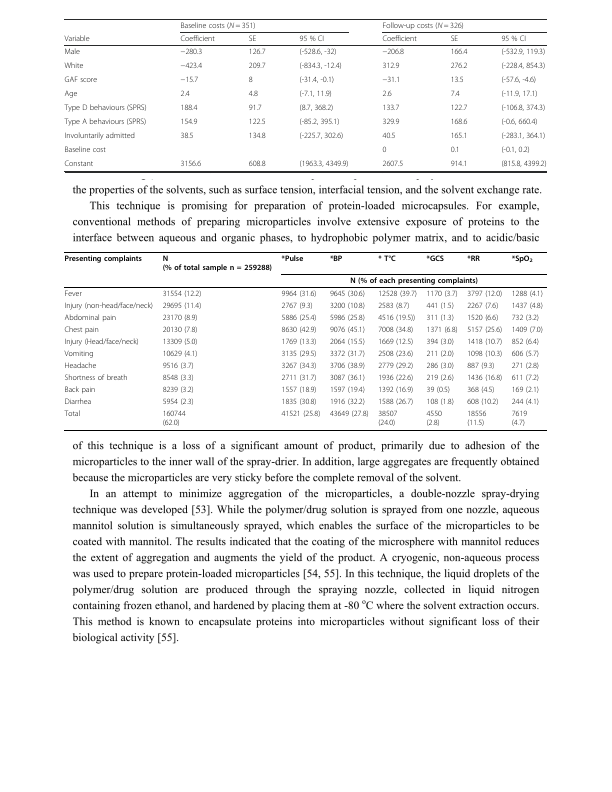 Baseline costs (N = 351) Follow-up costs (N = 326)
Variable Coefficient SE 95 % CI Coefficient SE 95 % CI
Male −280.3 126.7 (-528.6, -32) −206.8 166.4 (-532.9, 119.3)
White −423.4 209.7 (-834.3, -12.4) 312.9 276.2 (-228.4, 854.3)
GAF score −15.7 8 (-31.4, -0.1) −31.1 13.5 (-57.6, -4.6)
Age 2.4 4.8 (-7.1, 11.9) 2.6 7.4 (-11.9, 17.1)
Type D behaviours (SPRS) 188.4 91.7 (8.7, 368.2) 133.7 122.7 (-106.8, 374.3)
Type A behaviours (SPRS) 154.9 122.5 (-85.2, 395.1) 329.9 168.6 (-0.6, 660.4)
Involuntarily admitted 38.5 134.8 (-225.7, 302.6) 40.5 165.1 (-283.1, 364.1)
Baseline cost 0 0.1 (-0.1, 0.2)
Constant 3156.6 608.8 (1963.3, 4349.9) 2607.5 914.1 (815.8, 4399.2)
the properties of the solvents, such as surface tension, interfacial tension, and the solvent exchange rate.
This technique is promising for preparation of protein-loaded microcapsules. For example,
conventional methods of preparing microparticles involve extensive exposure of proteins to the
interface between aqueous and organic phases, to hydrophobic polymer matrix, and to acidic/basic
Presenting complaints N *Pulse *BP * T°C *GCS *RR *SpO2
(% of total sample n = 259288)
N (% of each presenting complaints)
Fever 31554 (12.2) 9964 (31.6) 9645 (30.6) 12528 (39.7) 1170 (3.7) 3797 (12.0) 1288 (4.1)
Injury (non-head/face/neck) 29695 (11.4) 2767 (9.3) 3200 (10.8) 2583 (8.7) 441 (1.5) 2267 (7.6) 1437 (4.8)
Abdominal pain 23170 (8.9) 5886 (25.4) 5986 (25.8) 4516 (19.5)) 311 (1.3) 1520 (6.6) 732 (3.2)
Chest pain 20130 (7.8) 8630 (42.9) 9076 (45.1) 7008 (34.8) 1371 (6.8) 5157 (25.6) 1409 (7.0)
Injury (Head/face/neck) 13309 (5.0) 1769 (13.3) 2064 (15.5) 1669 (12.5) 394 (3.0) 1418 (10.7) 852 (6.4)
Vomiting 10629 (4.1) 3135 (29.5) 3372 (31.7) 2508 (23.6) 211 (2.0) 1098 (10.3) 606 (5.7)
Headache 9516 (3.7) 3267 (34.3) 3706 (38.9) 2779 (29.2) 286 (3.0) 887 (9.3) 271 (2.8)
Shortness of breath 8548 (3.3) 2711 (31.7) 3087 (36.1) 1936 (22.6) 219 (2.6) 1436 (16.8) 611 (7.2)
Back pain 8239 (3.2) 1557 (18.9) 1597 (19.4) 1392 (16.9) 39 (0.5) 368 (4.5) 169 (2.1)
Diarrhea 5954 (2.3) 1835 (30.8) 1916 (32.2) 1588 (26.7) 108 (1.8) 608 (10.2) 244 (4.1)
Total 160744 41521 (25.8) 43649 (27.8) 38507 4550 18556 7619
(62.0) (24.0) (2.8) (11.5) (4.7)
of this technique is a loss of a significant amount of product, primarily due to adhesion of the
microparticles to the inner wall of the spray-drier. In addition, large aggregates are frequently obtained
because the microparticles are very sticky before the complete removal of the solvent.
In an attempt to minimize aggregation of the microparticles, a double-nozzle spray-drying
technique was developed [53]. While the polymer/drug solution is sprayed from one nozzle, aqueous
mannitol solution is simultaneously sprayed, which enables the surface of the microparticles to be
coated with mannitol. The results indicated that the coating of the microsphere with mannitol reduces
the extent of aggregation and augments the yield of the product. A cryogenic, non-aqueous process
was used to prepare protein-loaded microparticles [54, 55]. In this technique, the liquid droplets of the
polymer/drug solution are produced through the spraying nozzle, collected in liquid nitrogen
containing frozen ethanol, and hardened by placing them at -80 °C where the solvent extraction occurs.
This method is known to encapsulate proteins into microparticles without significant loss of their
biological activity [55].